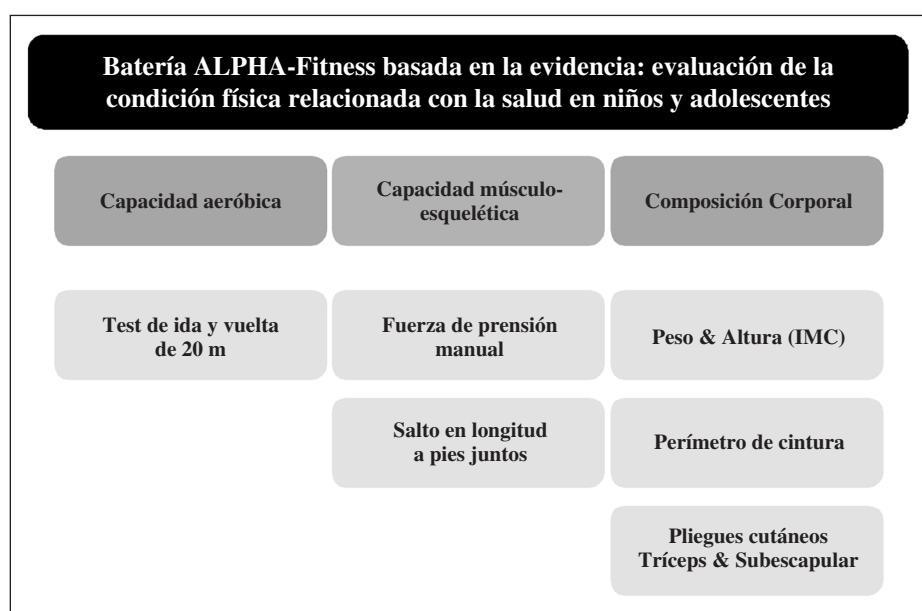 Batería ALPHA-Fitness basada en la evidencia: evaluación de la
condición física relacionada con la salud en niños y adolescentes
Capacidad aeróbica
Capacidad músculo-
esquelética
Composición Corporal
Test de ida y vuelta
de 20 m
Fuerza de prensión
manual
Peso & Altura (IMC)
Salto en longitud
a pies juntos
Perímetro de cintura
Pliegues cutáneos
Tríceps & Subescapular